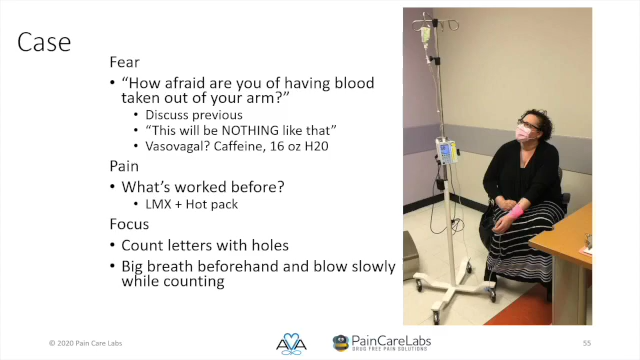 Case
Fear
• "How afraid are you of having blood
taken out of your arm?"
• Discuss previous
• "This will be NOTHING like that"
• Vasovagal? Caffeine, 16 oz H20
Pain
• What's worked before?
• LMX + Hot pack
Focus
• Count letters with holes
• Big breath beforehand and blow slowly
while counting
© 2020 Pain Care Labs
AVA
PainCareLabs
DRUG FREE PAIN SOLUTIONS
55